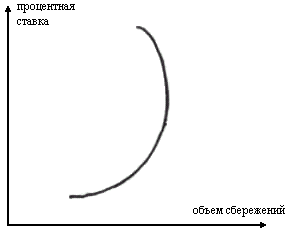 процентная
ставка
объем сбережений